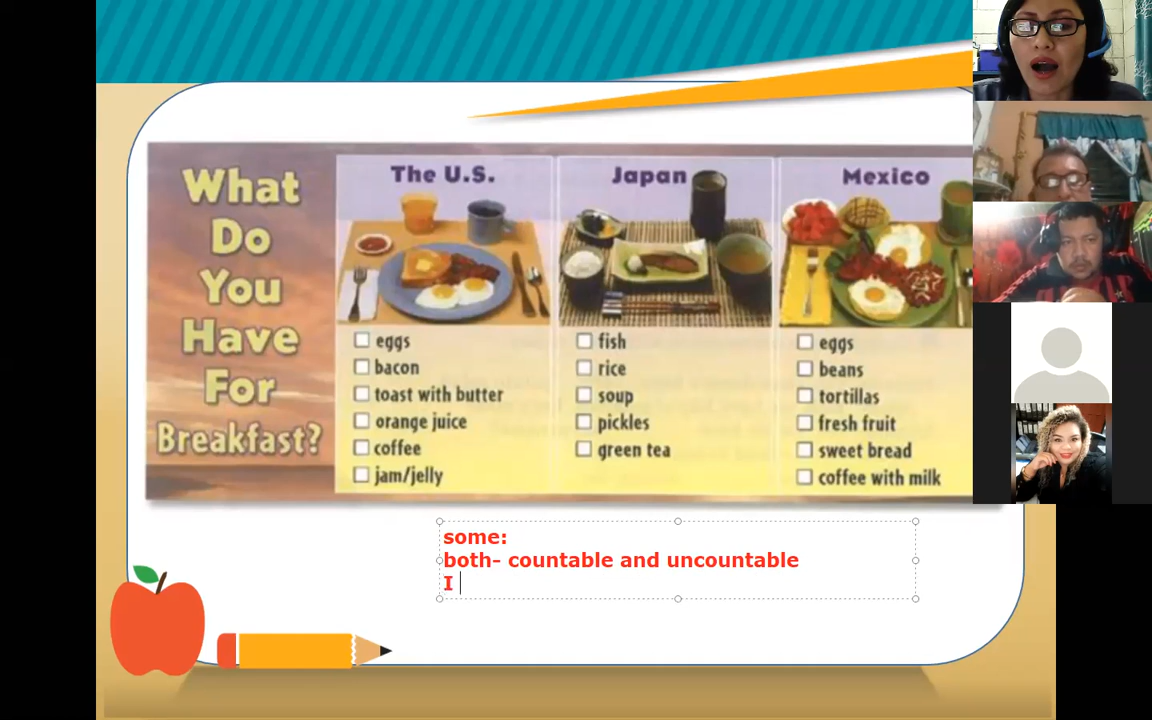 What
Do
You
Have
For
Breakfast?
The U.S.
eggs
bacon
toast with butter
orange juice
coffee
jam/jelly
Japan
fish
rice
soup
pickles
green tea
Mexico
eggs
beans
tortillas
fresh fruit
sweet bread
coffee with milk
some:
both- countable and uncountable
I